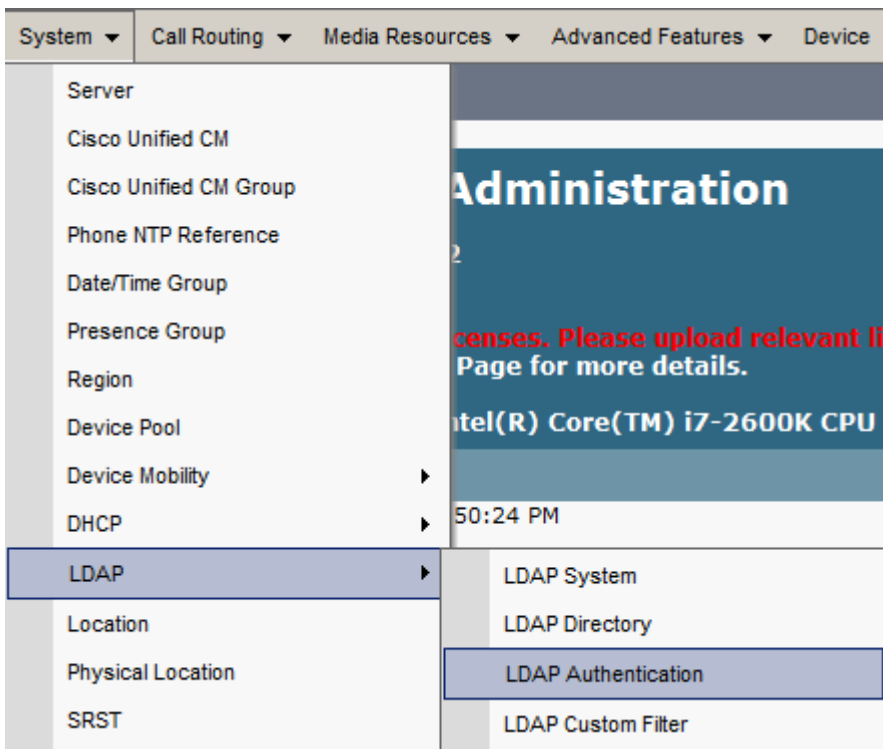 System Call Routing Media Resources Advanced Features Device
Server
Cisco Unified CM
Cisco Unified CM Group
Phone NTP Reference
Date/Time Group
Presence Group
Region
Device Pool
Device Mobility
DHCP
LDAP
Location
Physical Location
SRST
Administration
2
Please upload relevant
Page for more details.
Core(TM) i7-2600K CPU
50:24 PM
LDAP System
LDAP Directory
LDAP Authentication
LDAP Custom Filter